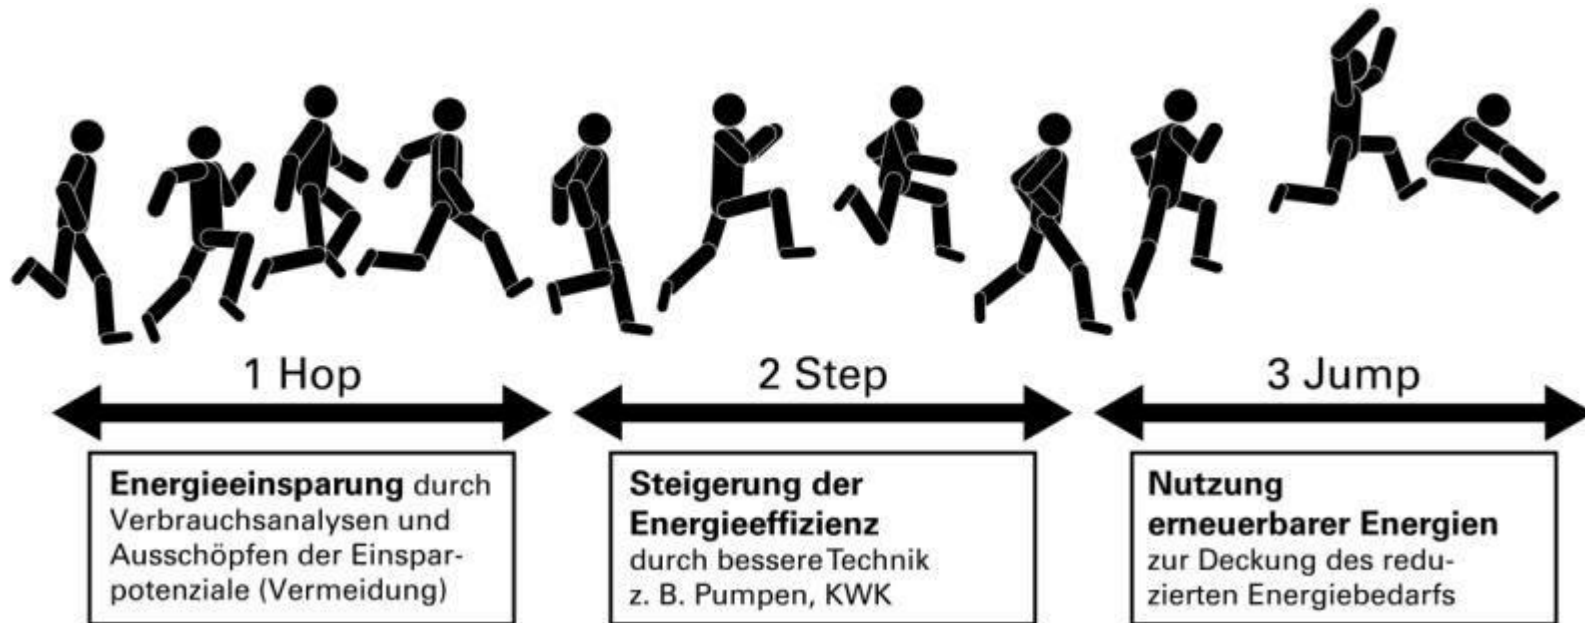 1 Hop
2 Step
3 Jump
Energieeinsparung durch
Verbrauchsanalysen und
Ausschöpfen der Einspar-
potenziale (Vermeidung)
Steigerung der
Energieeffizienz
durch bessere Technik
z. B. Pumpen, KWK
Nutzung
erneuerbarer Energien
zur Deckung des redu-
zierten Energiebedarfs